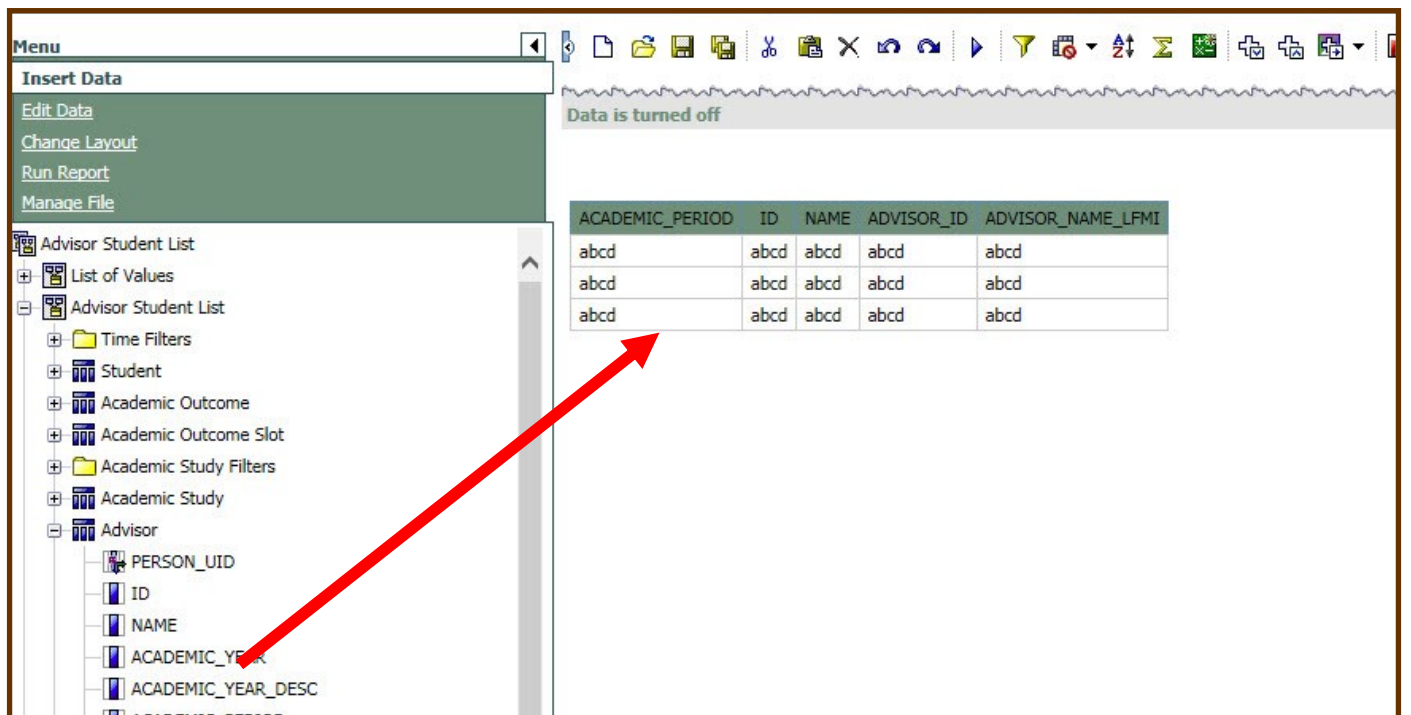 Menu
Insert Data
Edit Data
Change Layout
Run Report
Manage File
Advisor Student List
List of Values
Advisor Student List
Time Filters
Student
Academic Outcome
Academic Outcome Slot
Academic Study Filters
Academic Study
Advisor
PERSON_UID
ID
NAME
ACADEMIC_YEAR
ACADEMIC_YEAR_DESC
Data is turned off
ACADEMIC_PERIOD ID NAME ADVISOR_ID ADVISOR_NAME_LFMI
abcd abcd abcd abcd abcd
abcd abcd abcd abcd abcd
abcd abcd abcd abcd abcd